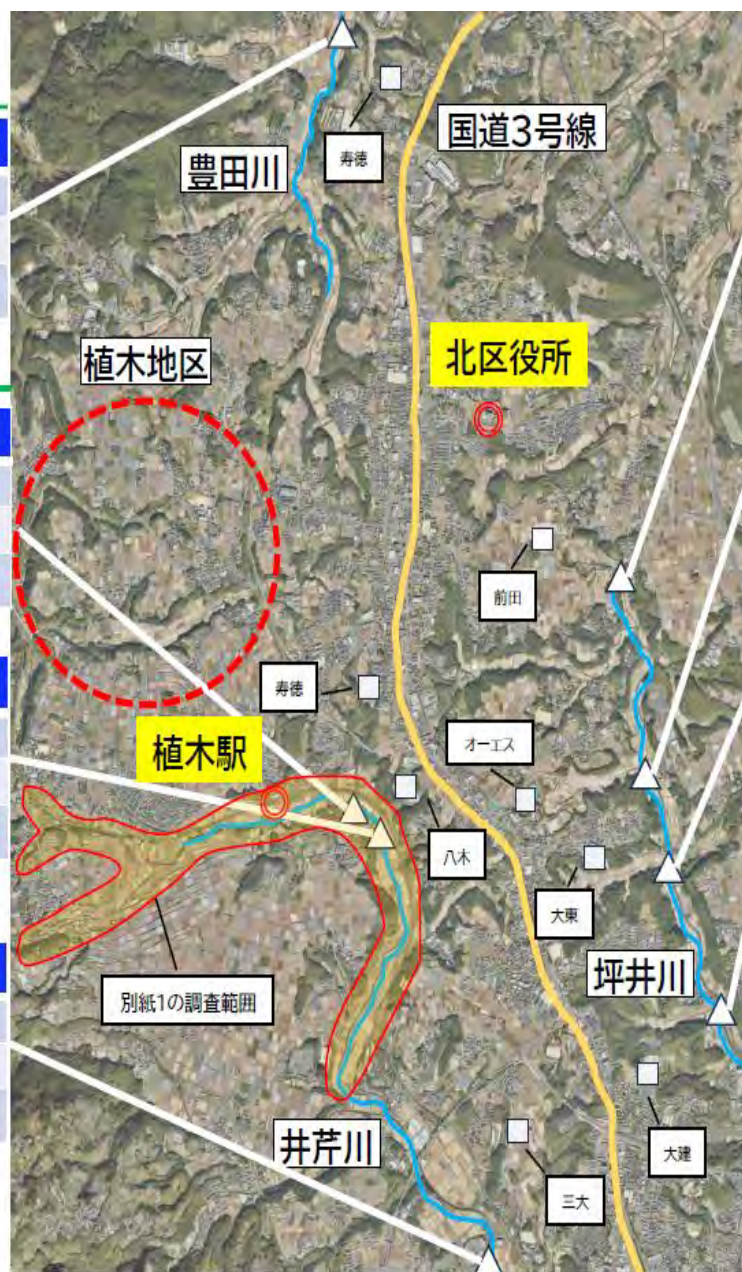 寿徳
国道3号線
豊田川
植木地区
北区役所
前田
寿徳
オーエス
植木駅
八木
大東
坪井川
別紙1の調査範囲
大建
井芹川
三大